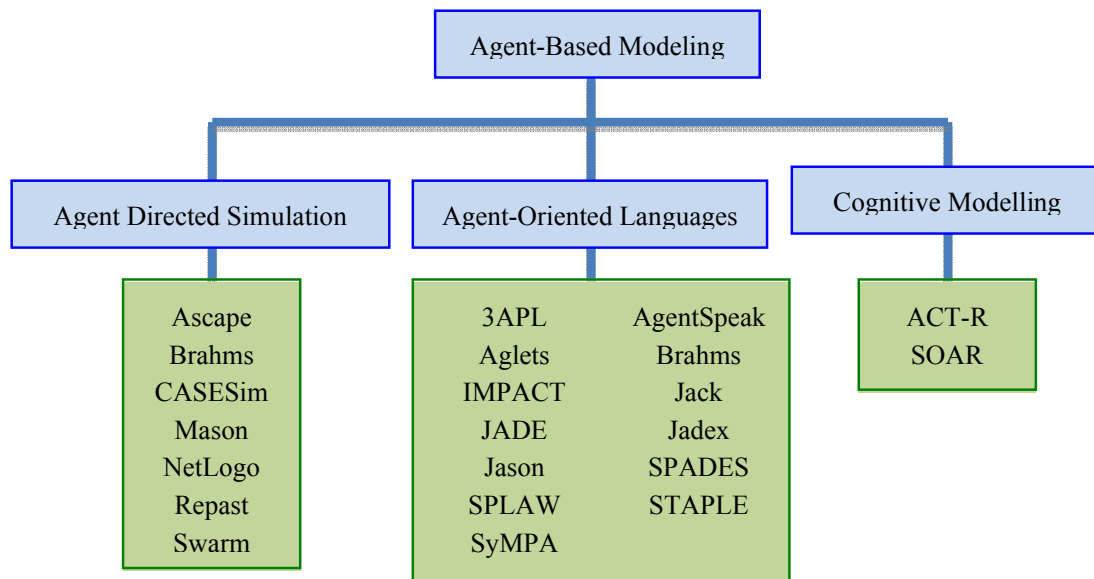 Agent-Based Modeling
Agent Directed Simulation
Agent-Oriented Languages
Cognitive Modelling
Ascape
Brahms
CASESim
Mason
NetLogo
Repast
Swarm
3APL AgentSpeak
Aglets Brahms
IMPACT Jack
JADE Jadex
Jason SPADES
SPLAW STAPLE
SyMPA
ACT-R
SOAR